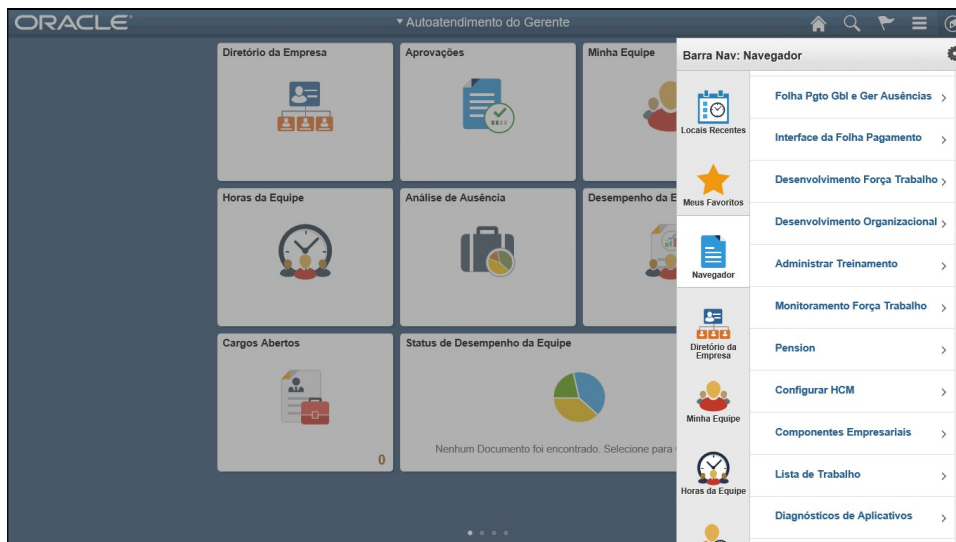 ORACLE
Autoatendimento do Gerente
Diretório da Empresa
Aprovações
Minha Equipe
Horas da Equipe
Análise de Ausência
Desempenho da E
Cargos Abertos
0
Status de Desempenho da Equipe
Nenhum Documento foi encontrado. Selecione para
Barra Nav: Navegador
Locais Recentes
Meus Favoritos
Navegador
Diretório da
Empresa
Minha Equipe
Horas da Equipe
Folha Pgto Gbl e Ger Ausências
Interface da Folha Pagamento
Desenvolvimento Força Trabalho
Desenvolvimento Organizacional
Administrar Treinamento
Monitoramento Força Trabalho
Pension
Configurar HCM
Componentes Empresariais
Lista de Trabalho
Diagnósticos de Aplicativos